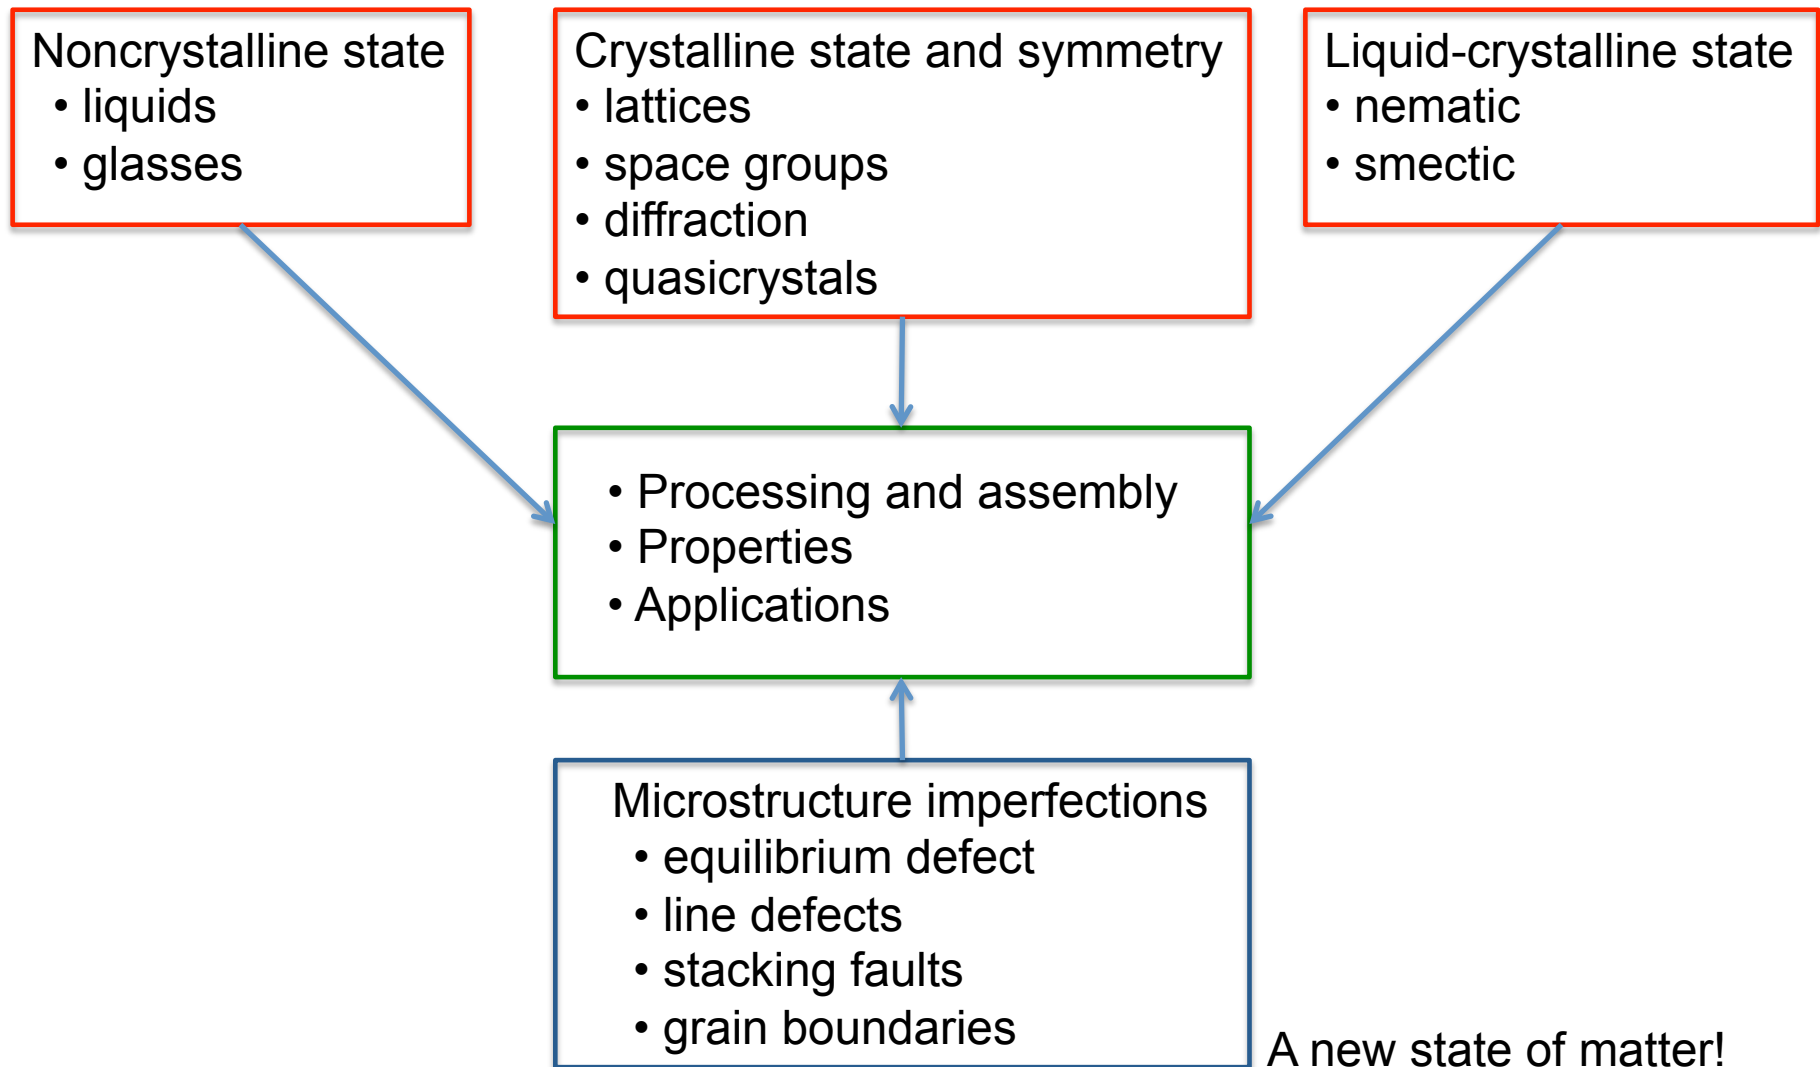 Noncrystalline state
• liquids
• glasses
Crystalline state and symmetry
• lattices
• space groups
• diffraction
• quasicrystals
Liquid-crystalline state
• nematic
• smectic
• Processing and assembly
• Properties
• Applications
Microstructure imperfections
• equilibrium defect
• line defects
• stacking faults
• grain boundaries
A new state of matter!